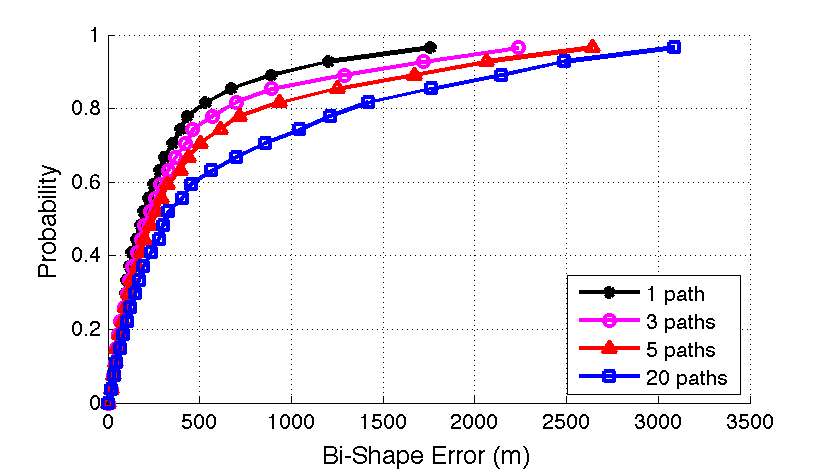 1
0.8
0.6
0.4
0.2
0
Probability
0 500 1000 1500 2000 2500 3000 3500
Bi-Shape Error (m)
1 path
3 paths
5 paths
20 paths